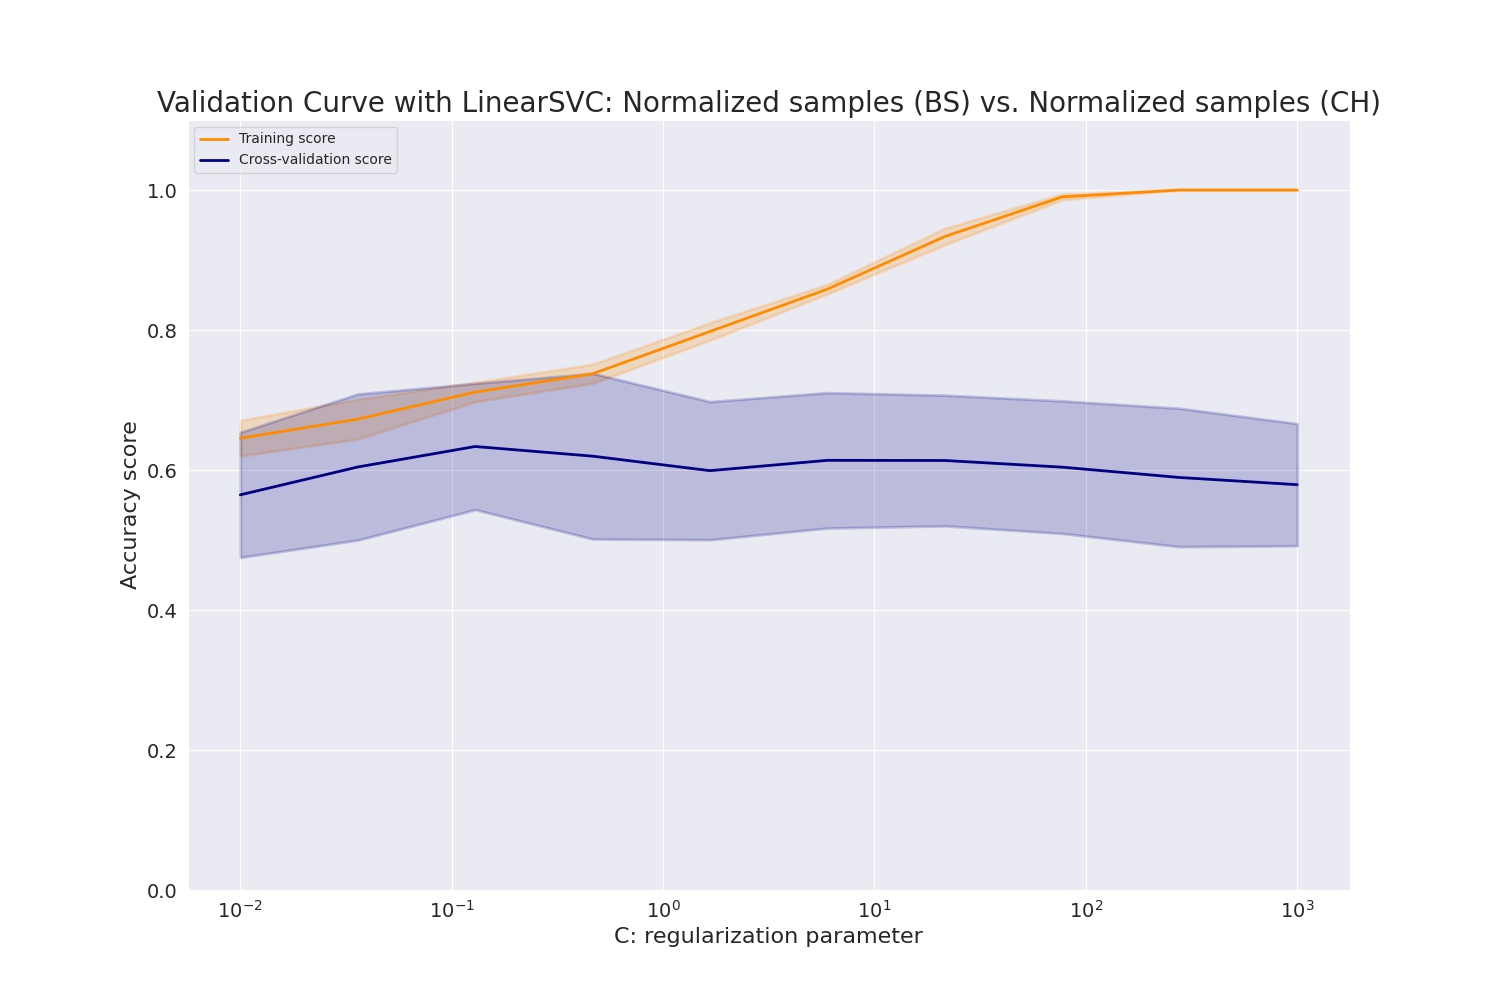 Validation Curve with LinearSVC: Normalized samples (BS) vs. Normalized samples (CH)
Training score
Cross-validation score
1.0
0.8
0.6
0.4
0.2
0.0
Accuracy score
10⁻² 10⁻¹ 10⁰ 10¹ 10² 10³
C: regularization parameter